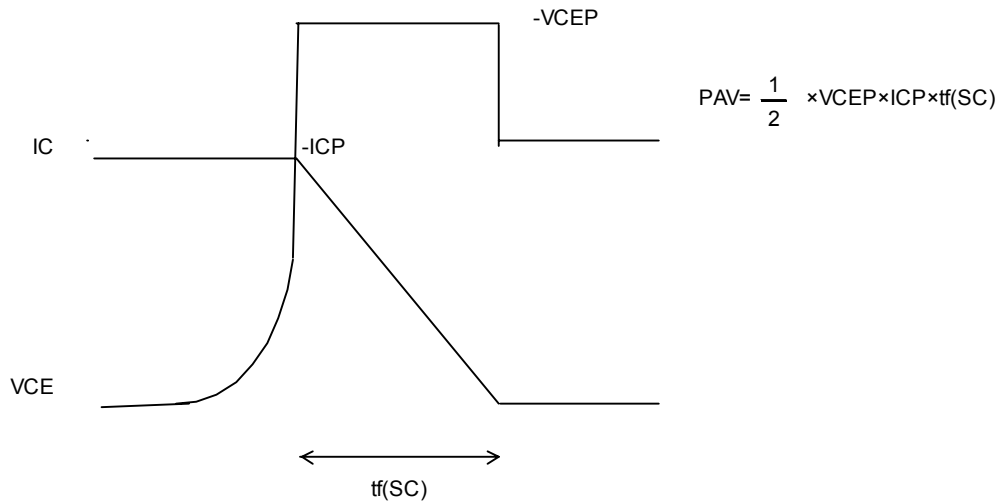 -VCEP
PAV= 1/2 ×VCEP×ICP×tf(SC)
IC
-ICP
VCE
tf(SC)